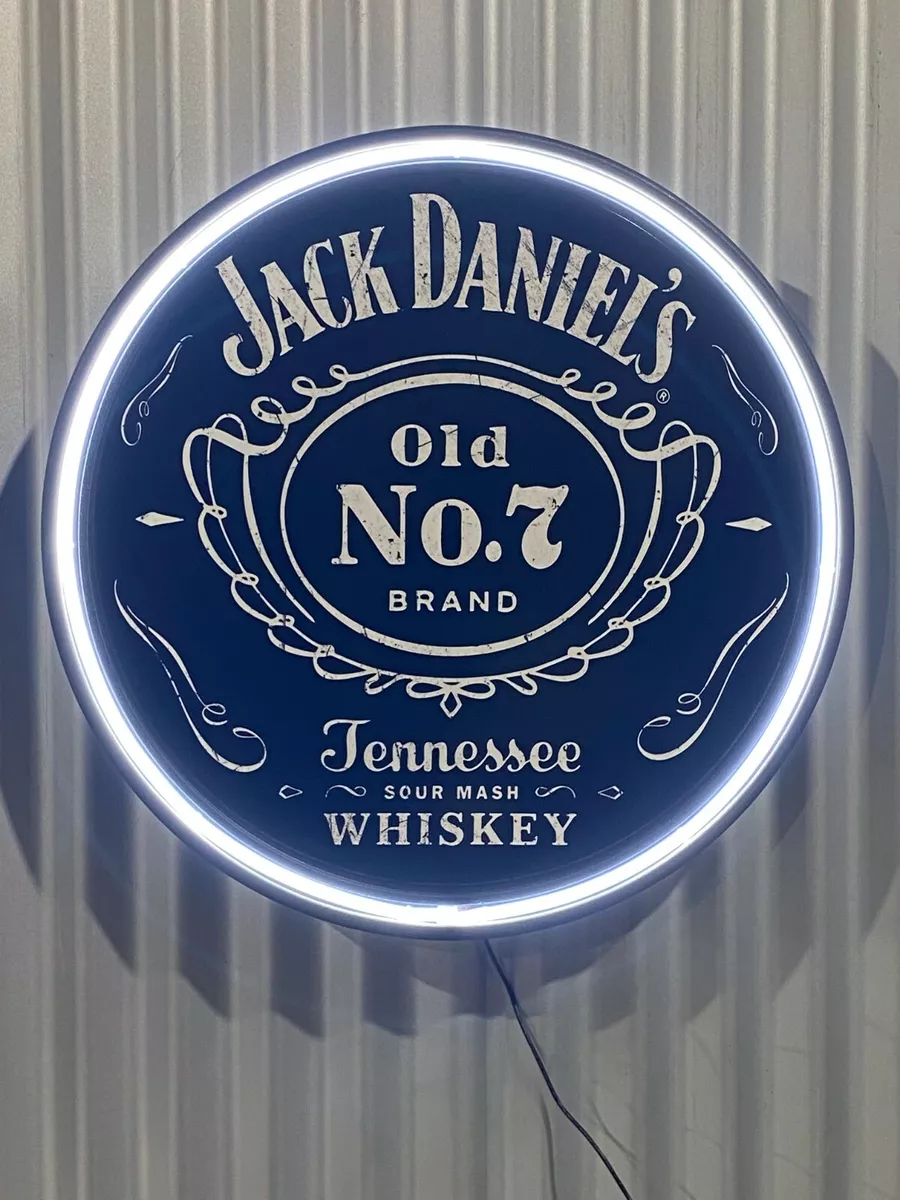 JACK DANIEL'S
®
Old
No.7
BRAND
Tennessee
SOUR MASH
WHISKEY